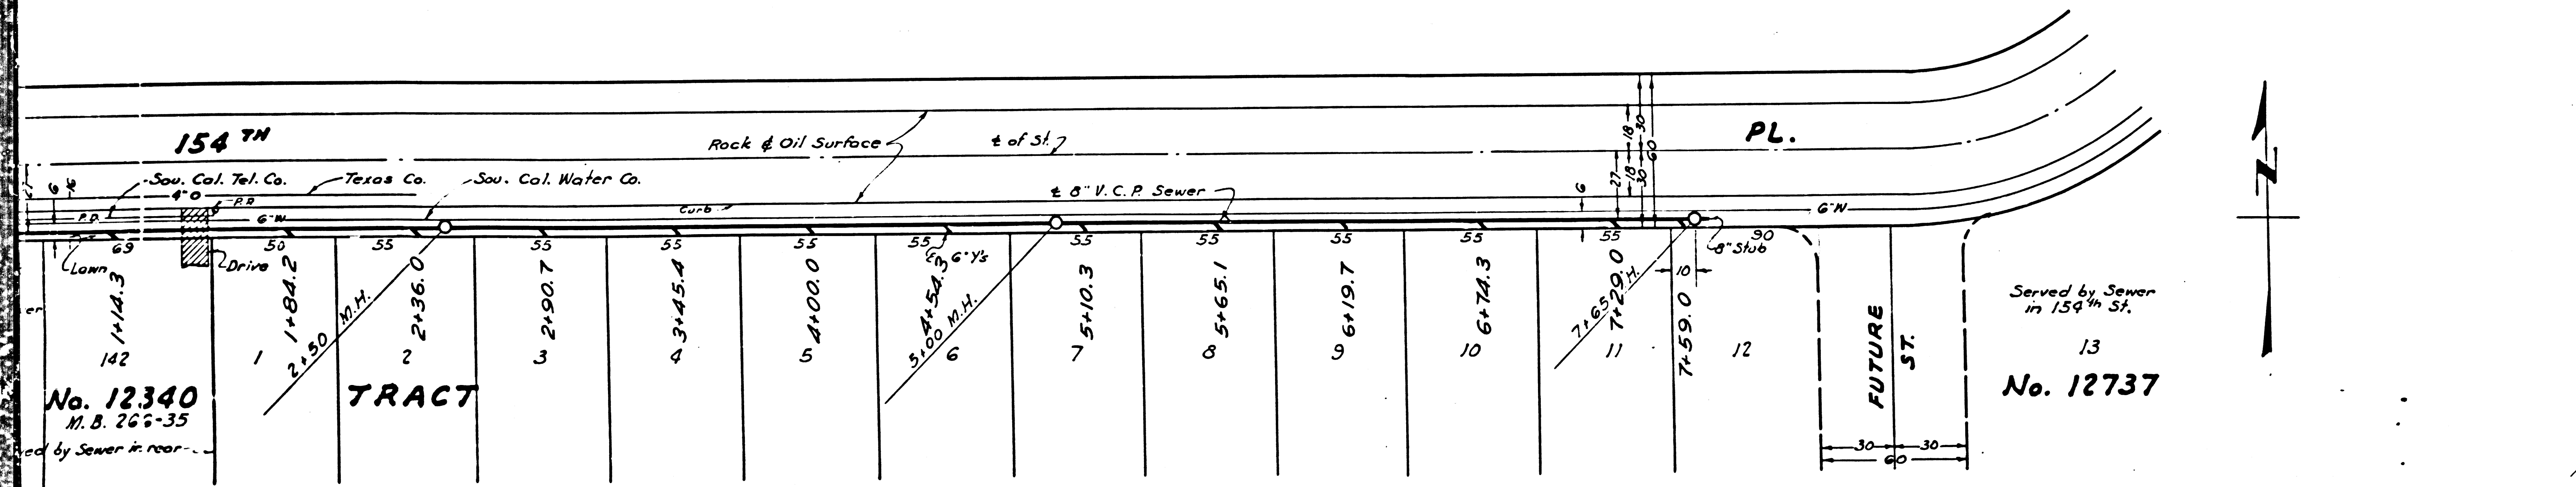 154TH
PL.
Rock & Oil Surface
℄ of St.
Sou. Cal. Tel. Co.
Texas Co.
Sou. Cal. Water Co.
4"O
P.P.
6"W
Curb
℄ 8" V.C.P. Sewer
6
27
18
18
30
30
60
6"W
6
16
69
50
55
55
55
55
55
55
55
55
55
55
90
Lawn
Drive
6"Y's
8" Stub
10
1+14.3
1+84.2
2+50 M.H.
2+36.0
2+90.7
3+45.4
4+00.0
4+54.3
5+00 M.H.
5+10.3
5+65.1
6+19.7
6+74.3
7+65 M.H.
7+29.0
7+59.0
142
1
2
3
4
5
6
7
8
9
10
11
12
13
Served by Sewer
in 154th St.
FUTURE
ST.
No. 12340
M.B. 266-35
TRACT
No. 12737
by Sewer in rear
30
30
60
N